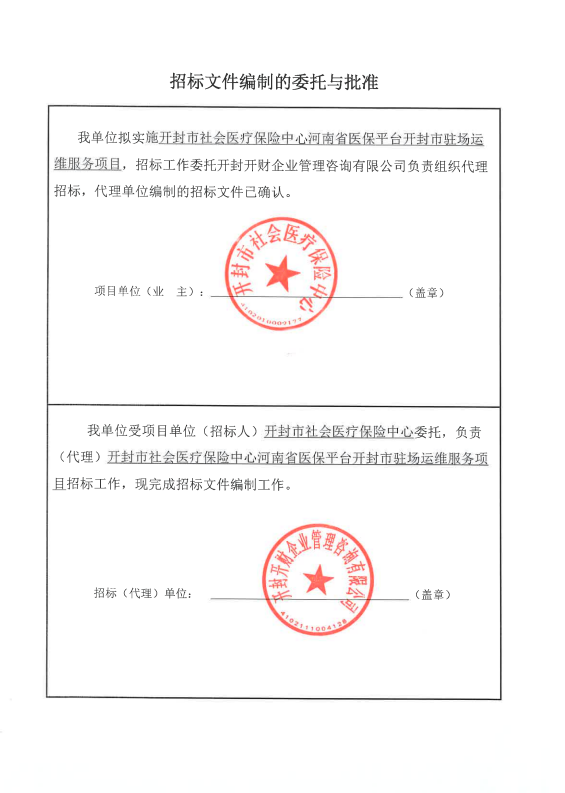 招标文件编制的委托与批准
我单位拟实施开封市社会医疗保险中心河南省医保平台开封市驻场运
维服务项目，招标工作委托开封开财企业管理咨询有限公司负责组织代理
招标，代理单位编制的招标文件已确认。
开封市社会医疗保险中心
项目单位（业　主）：（盖章）
我单位受项目单位（招标人）开封市社会医疗保险中心委托，负责
（代理）开封市社会医疗保险中心河南省医保平台开封市驻场运维服务项
目招标工作，现完成招标文件编制工作。
开封开财企业管理咨询有限公司
招标（代理）单位：（盖章）
4102111004128